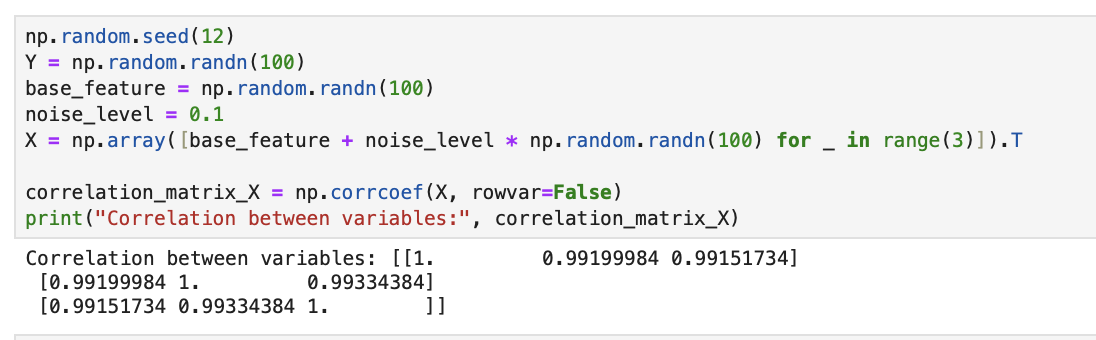 np.random.seed(12)
Y = np.random.randn(100)
base_feature = np.random.randn(100)
noise_level = 0.1
X = np.array([base_feature + noise_level * np.random.randn(100) for _ in range(3)]).T
correlation_matrix_X = np.corrcoef(X, rowvar=False)
print("Correlation between variables:", correlation_matrix_X)
Correlation between variables: [[1.         0.99199984 0.99151734]
 [0.99199984 1.         0.99334384]
 [0.99151734 0.99334384 1.        ]]